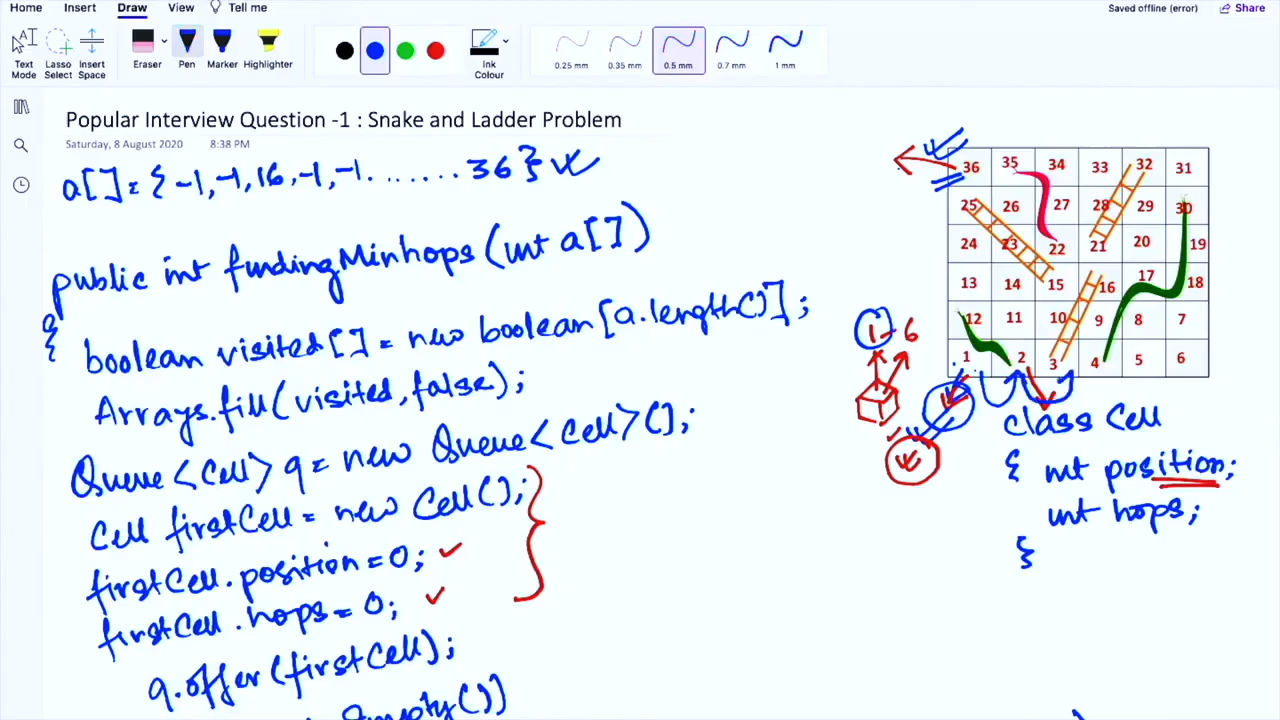 Home Insert Draw View Tell me Saved offline (error) Share
Text Mode Lasso Select Insert Space Eraser Pen Marker Highlighter Ink Colour 0.25 mm 0.35 mm 0.5 mm 0.7 mm 1 mm
Popular Interview Question -1 : Snake and Ladder Problem
Saturday, 8 August 2020 8:38 PM
a[] = { -1, -1, 16, -1, -1. ...... 36 }
public int findingMinhops (int a[])
{
boolean visited[] = new boolean [a.length()];
Arrays.fill(visited, false);
Queue <Cell> q = new Queue <Cell>();
Cell firstCell = new Cell();
firstCell.position = 0;
firstCell.hops = 0;
q.offer(firstCell);
Empty())
36 35 34 33 32 31
25 26 27 28 29 30
24 23 22 21 20 19
13 14 15 16 17 18
12 11 10 9 8 7
1 2 3 4 5 6
1-6
class Cell
{ int position;
int hops;
}